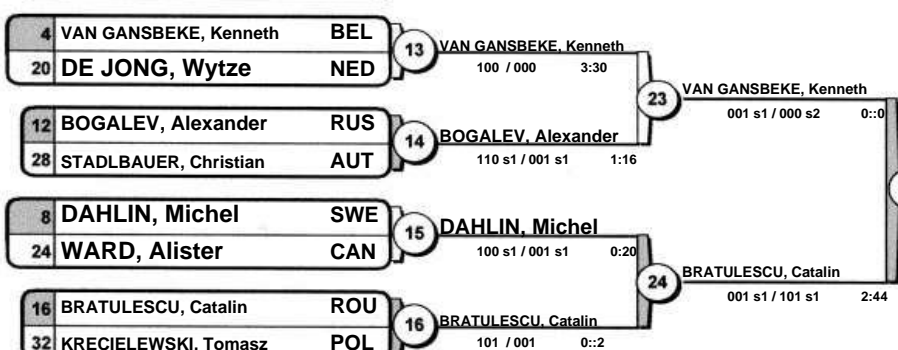 4 VAN GANSBEKE, Kenneth BEL
20 DE JONG, Wytze NED
13
VAN GANSBEKE, Kenneth
100 / 000 3:30
12 BOGALEV, Alexander RUS
28 STADLBAUER, Christian AUT
14
BOGALEV, Alexander
110 s1 / 001 s1 1:16
23
VAN GANSBEKE, Kenneth
001 s1 / 000 s2 0::0
8 DAHLIN, Michel SWE
24 WARD, Alister CAN
15
DAHLIN, Michel
100 s1 / 001 s1 0:20
16 BRATULESCU, Catalin ROU
32 KRECIELEWSKI, Tomasz POL
16
BRATULESCU, Catalin
101 / 001 0::2
24
BRATULESCU, Catalin
001 s1 / 101 s1 2:44